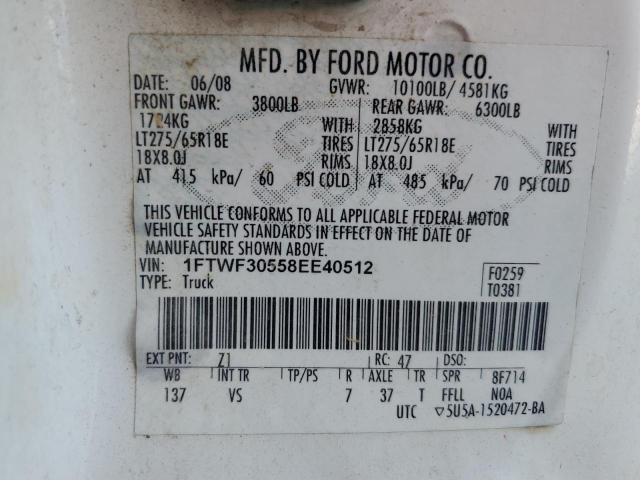 MFD. BY FORD MOTOR CO.
DATE: 06/08 GVWR: 10100LB/ 4581KG
FRONT GAWR: 3800LB REAR GAWR: 6300LB
1724KG WITH 2858KG WITH
LT275/65R18E TIRES LT275/65R18E TIRES
18X8.0J RIMS 18X8.0J RIMS
AT 415 kPa/ 60 PSI COLD AT 485 kPa/ 70 PSI COLD
THIS VEHICLE CONFORMS TO ALL APPLICABLE FEDERAL MOTOR
VEHICLE SAFETY STANDARDS IN EFFECT ON THE DATE OF
MANUFACTURE SHOWN ABOVE.
VIN: 1FTWF30558EE40512 F0259
TYPE: Truck T0381
EXT PNT: Z1 RC: 47 DSO:
WB INT TR TP/PS R AXLE TR SPR 8F714
137 VS 7 37 T FFLL NOA
UTC ▽5U5A-1520472-BA